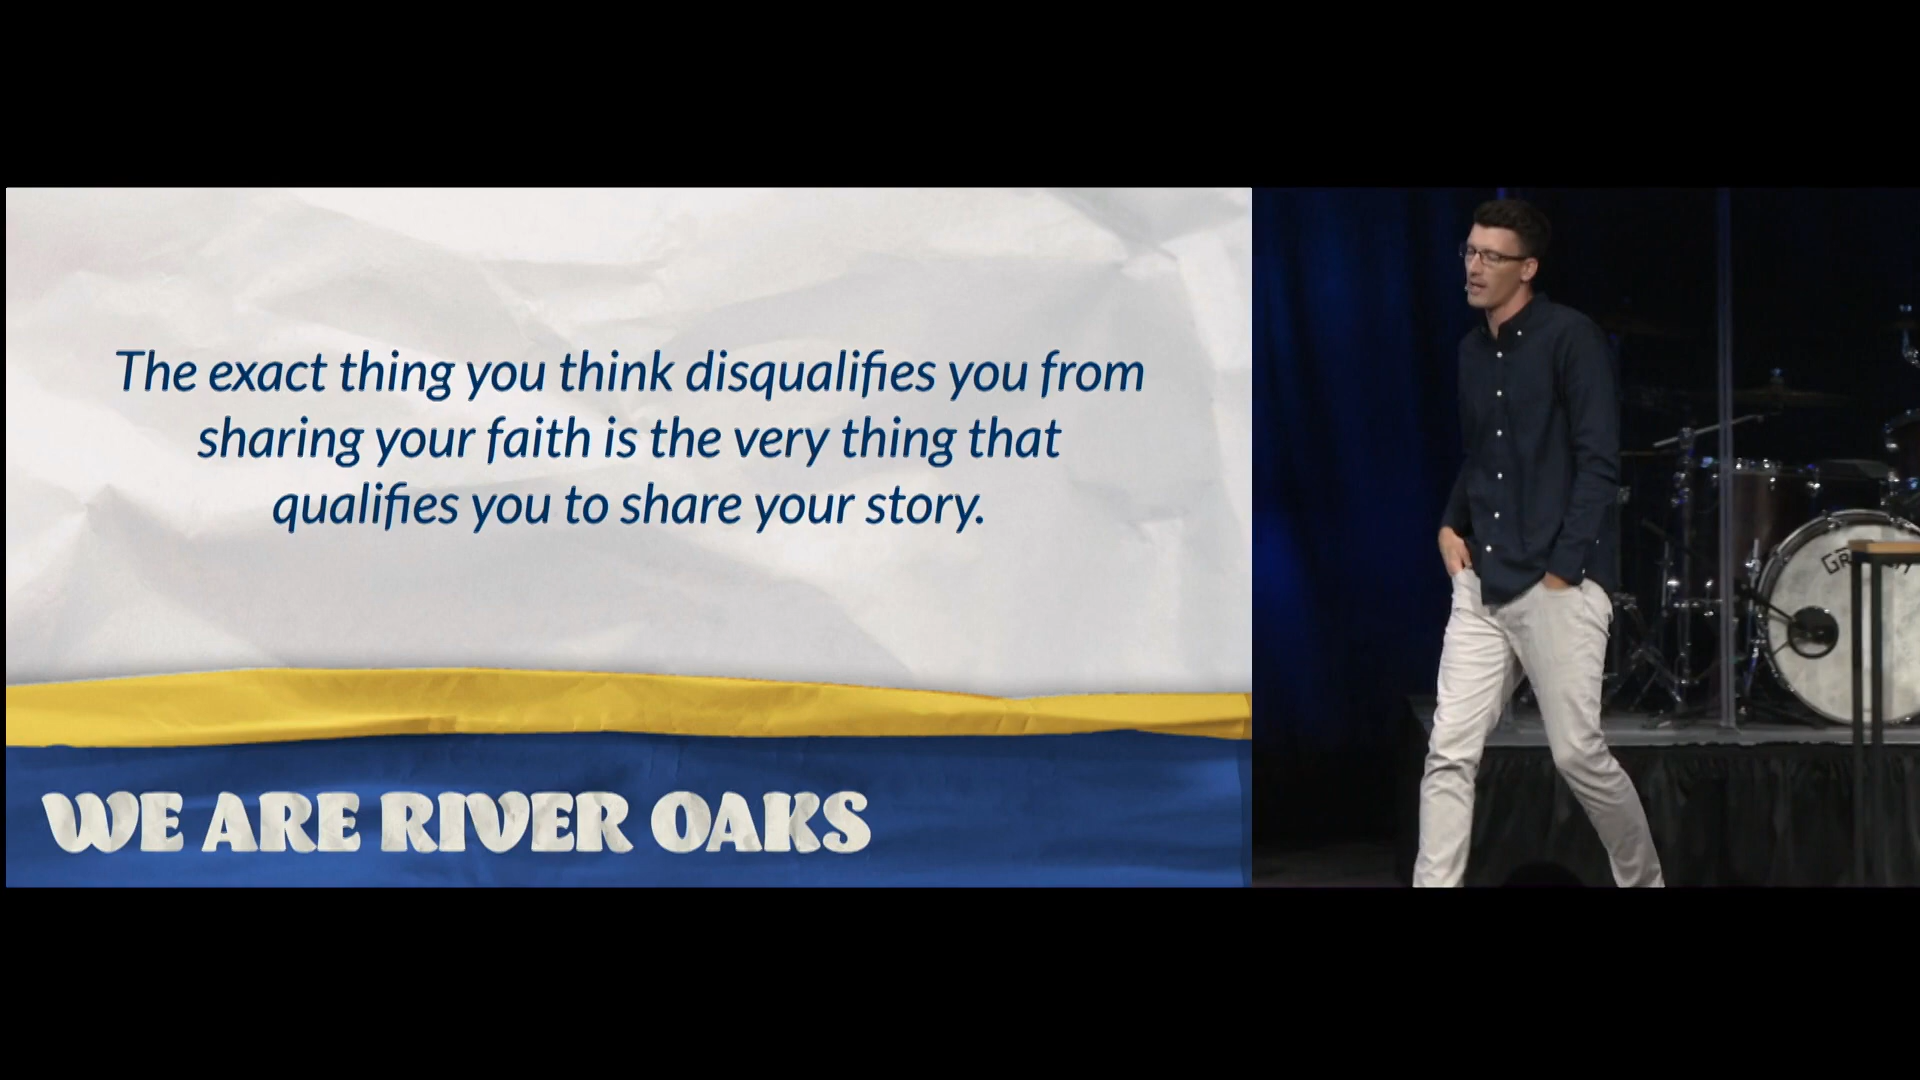 The exact thing you think disqualifies you from
sharing your faith is the very thing that
qualifies you to share your story.
WE ARE RIVER OAKS